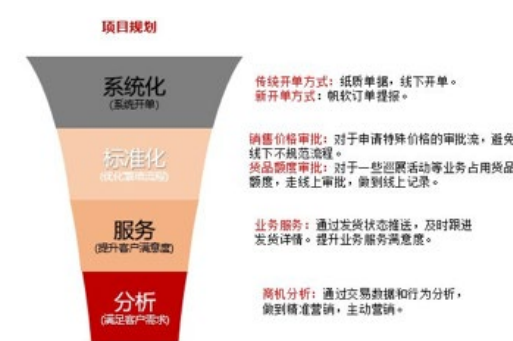 项目规划
系统化
(系统开单)
传统开单方式：纸质单据，线下开单。
新开单方式：帆软订单提报。
标准化
(优化落地流程)
销售价格审批：对于申请特殊价格的审批流，避免
线下不规范流程。
货品额度审批：对于一些巡展活动等业务占用货品
额度，走线上审批，做到线上记录。
服务
(提升客户满意度)
业务服务：通过发货状态推送，及时跟进
发货详情。提升业务服务满意度。
分析
(满足客户需求)
商机分析：通过交易数据和行为分析，
做到精准营销，主动营销。